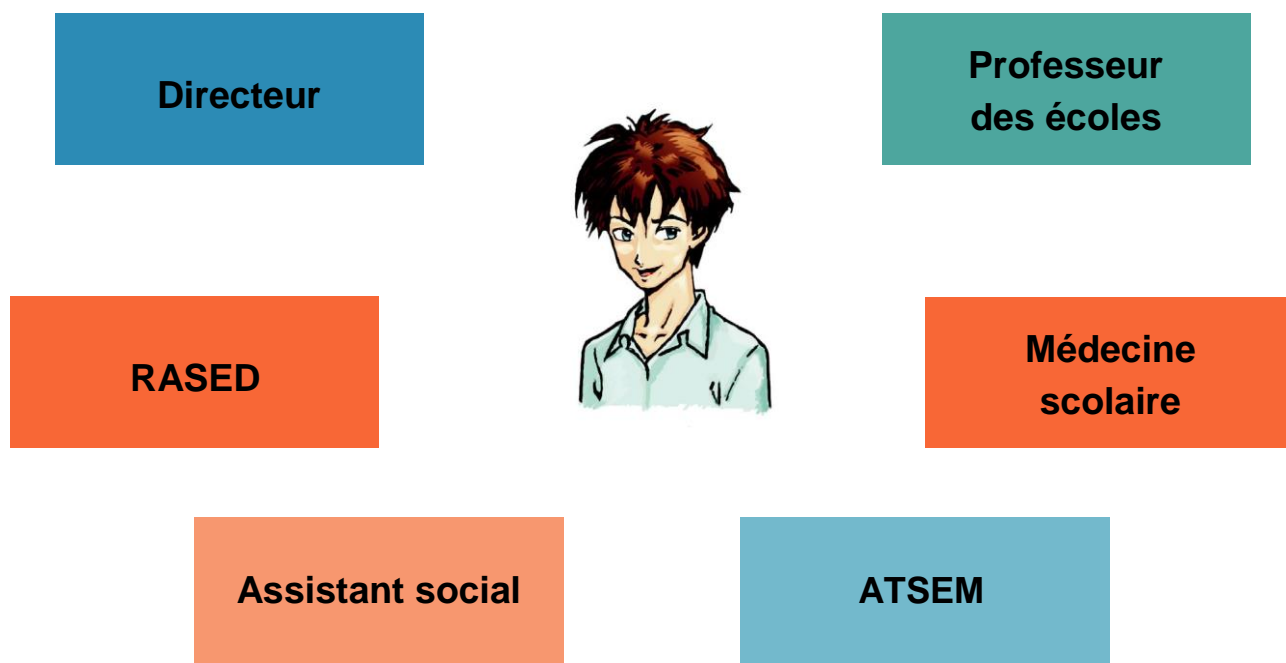 Directeur
Professeur
des écoles
RASED
Médecine
scolaire
Assistant social
ATSEM